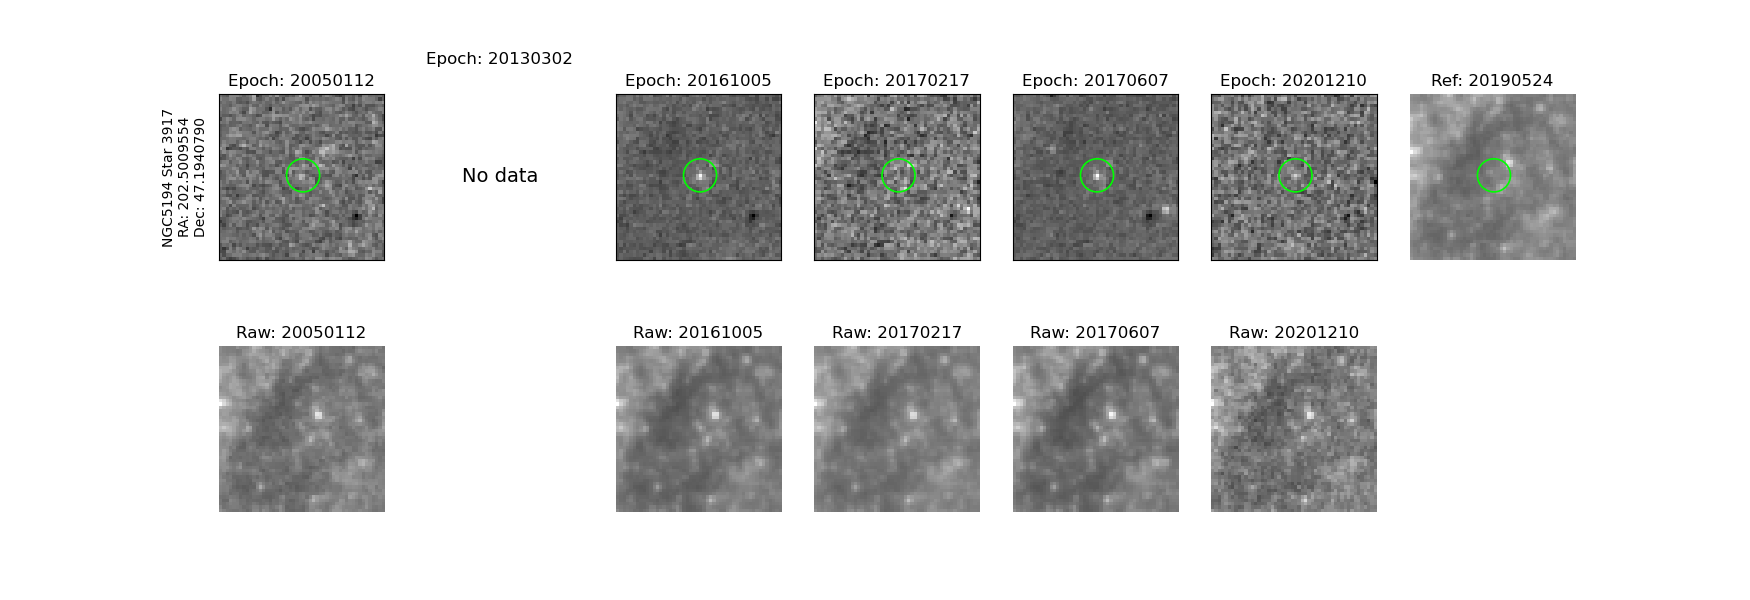 Epoch: 20050112
Epoch: 20130302
Epoch: 20161005
Epoch: 20170217
Epoch: 20170607
Epoch: 20201210
Ref: 20190524
NGC5194 Star 3917
RA: 202.5009554
Dec: 47.1940790
No data
Raw: 20050112
Raw: 20161005
Raw: 20170217
Raw: 20170607
Raw: 20201210